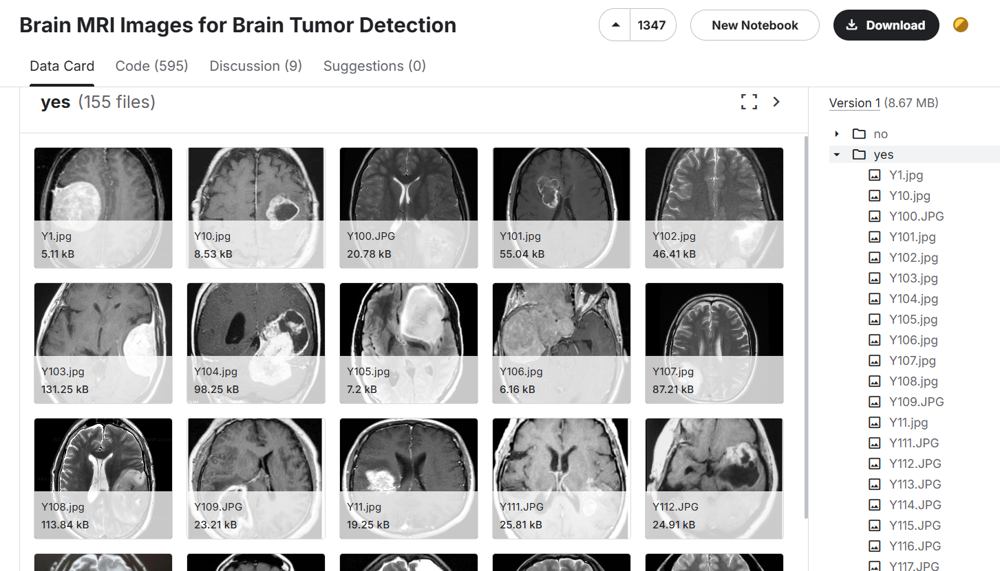 Brain MRI Images for Brain Tumor Detection
1347
New Notebook
Download
Data Card
Code (595)
Discussion (9)
Suggestions (0)
yes (155 files)
Y1.jpg
5.11 kB
Y10.jpg
8.53 kB
Y100.JPG
20.78 kB
Y101.jpg
55.04 kB
Y102.jpg
46.41 kB
Y103.jpg
131.25 kB
Y104.jpg
98.25 kB
Y105.jpg
7.2 kB
Y106.jpg
6.16 kB
Y107.jpg
87.21 kB
Y108.jpg
113.84 kB
Y109.JPG
23.21 kB
Y11.jpg
19.25 kB
Y111.JPG
25.81 kB
Y112.JPG
24.91 kB
Version 1 (8.67 MB)
no
yes
Y1.jpg
Y10.jpg
Y100.JPG
Y101.jpg
Y102.jpg
Y103.jpg
Y104.jpg
Y105.jpg
Y106.jpg
Y107.jpg
Y108.jpg
Y109.JPG
Y11.jpg
Y111.JPG
Y112.JPG
Y113.JPG
Y114.JPG
Y115.JPG
Y116.JPG
Y117.JPG